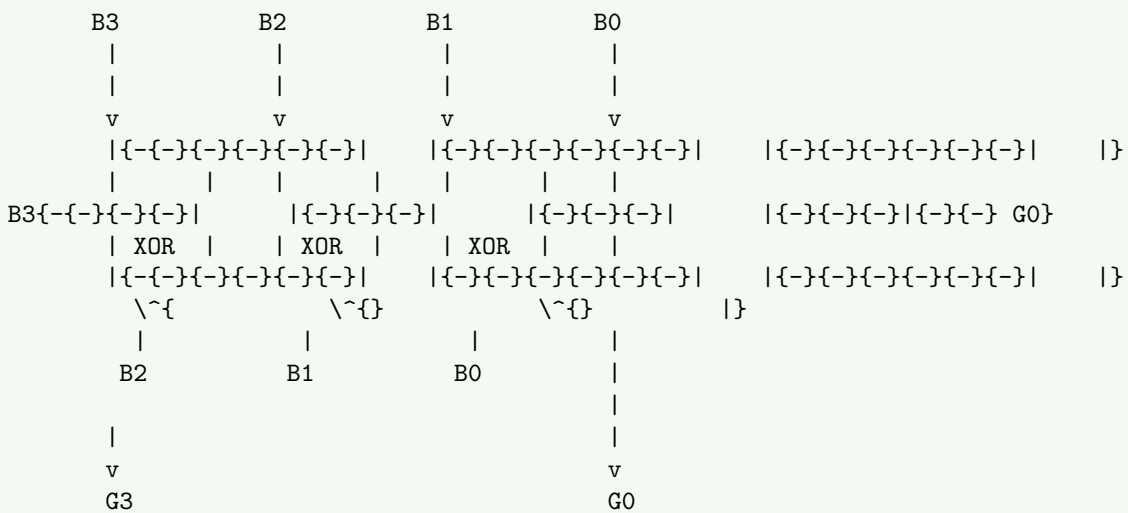 B3 B2 B1 B0
| | | |
| | | |
v v v v
|{-{-}{-}{-}{-}{-}| |{-}{-}{-}{-}{-}{-}| |{-}{-}{-}{-}{-}{-}| |}
| | | | | | |
B3{-{-}{-}{-}| |{-}{-}{-}| |{-}{-}{-}| |{-}{-}{-}|{-}{-} G0}
| XOR | | XOR | | XOR | |
|{-{-}{-}{-}{-}{-}| |{-}{-}{-}{-}{-}{-}| |{-}{-}{-}{-}{-}{-}| |}
\^{ \^{} \^{} |}
| | | |
B2 B1 B0 |
|
| |
v v
G3 G0